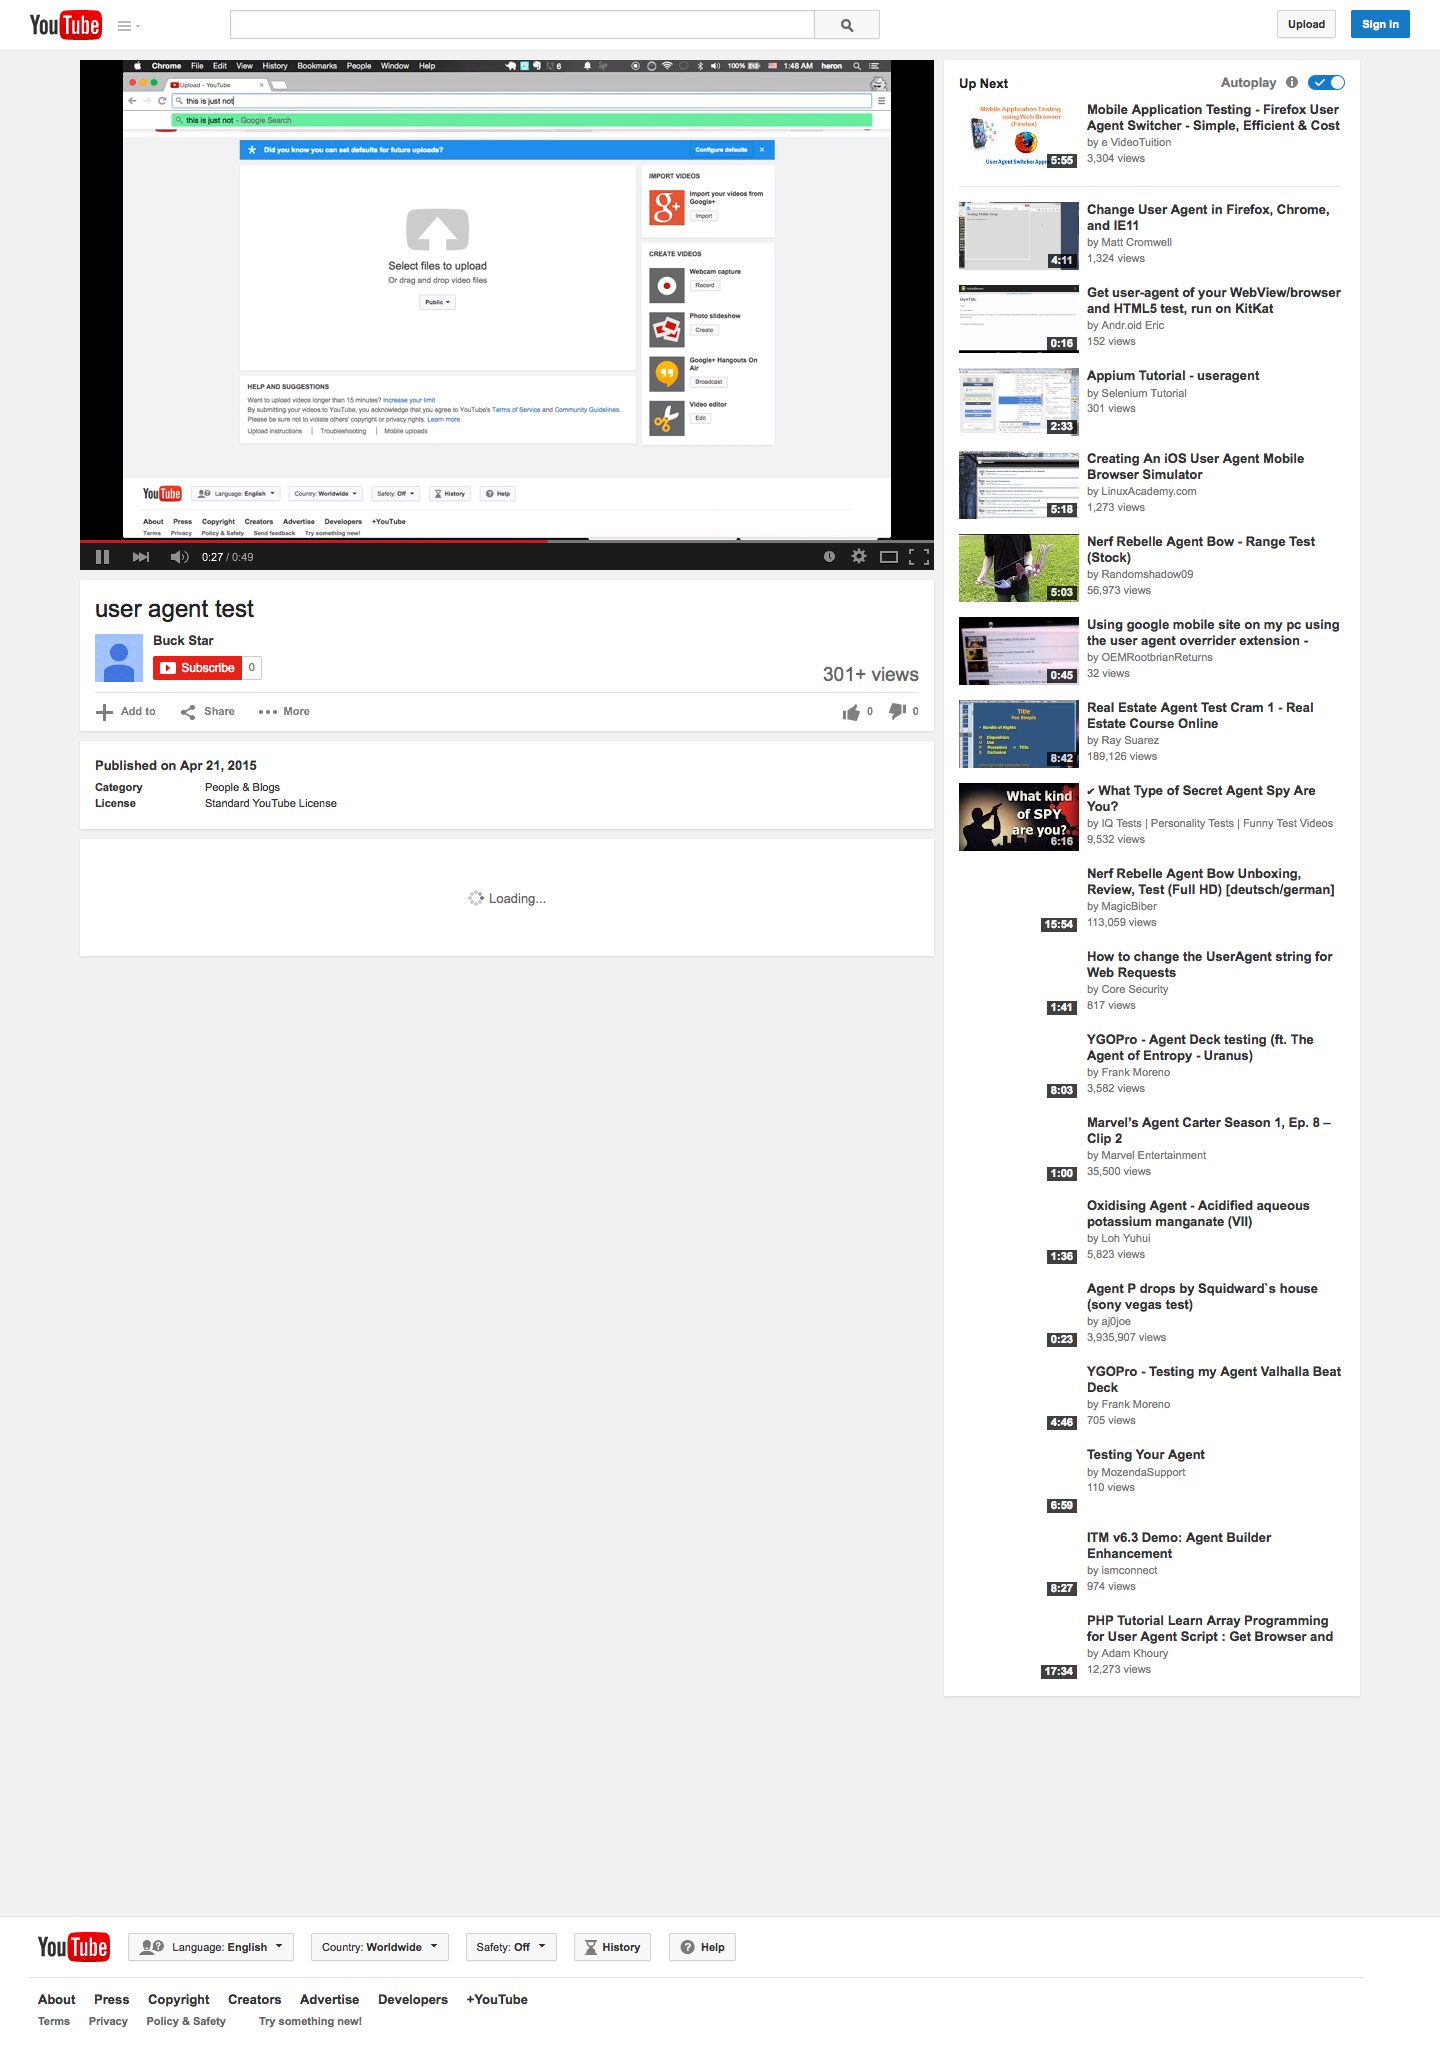 YouTube
Upload
Sign in
Chrome File Edit View History Bookmarks People Window Help
6
100%
1:48 AM heron
Upload - YouTube
this is just not
this is just not - Google Search
Did you know you can set defaults for future uploads?
Configure defaults
Select files to upload
Or drag and drop video files
Public
IMPORT VIDEOS
Import your videos from
Google+
Import
CREATE VIDEOS
Webcam capture
Record
Photo slideshow
Create
Google+ Hangouts On
Air
Broadcast
Video editor
Edit
HELP AND SUGGESTIONS
Want to upload videos longer than 15 minutes? Increase your limit
By submitting your videos to YouTube, you acknowledge that you agree to YouTube's Terms of Service and Community Guidelines.
Please be sure not to violate others' copyright or privacy rights. Learn more
Upload instructions | Troubleshooting | Mobile uploads
YouTube
Language: English
Country: Worldwide
Safety: Off
History
Help
About Press Copyright Creators Advertise Developers +YouTube
Terms Privacy Policy & Safety Send feedback Try something new!
0:27 / 0:49
user agent test
Buck Star
Subscribe 0
301+ views
Add to
Share
More
0
0
Published on Apr 21, 2015
Category People & Blogs
License Standard YouTube License
Loading...
Up Next
Autoplay
Mobile Application Testing
using Web Browser
(Firefox)
5:55
Mobile Application Testing - Firefox User
Agent Switcher - Simple, Efficient & Cost
by e VideoTuition
3,304 views
4:11
Change User Agent in Firefox, Chrome,
and IE11
by Matt Cromwell
1,324 views
0:16
Get user-agent of your WebView/browser
and HTML5 test, run on KitKat
by Andr.oid Eric
152 views
2:33
Appium Tutorial - useragent
by Selenium Tutorial
301 views
5:18
Creating An iOS User Agent Mobile
Browser Simulator
by LinuxAcademy.com
1,273 views
5:03
Nerf Rebelle Agent Bow - Range Test
(Stock)
by Randomshadow09
56,973 views
0:45
Using google mobile site on my pc using
the user agent overrider extension -
by OEMRootbrianReturns
32 views
Title
Fee Simple
8:42
Real Estate Agent Test Cram 1 - Real
Estate Course Online
by Ray Suarez
189,126 views
What kind
of SPY
are you?
6:16
✔ What Type of Secret Agent Spy Are
You?
by IQ Tests | Personality Tests | Funny Test Videos
9,532 views
15:54
Nerf Rebelle Agent Bow Unboxing,
Review, Test (Full HD) [deutsch/german]
by MagicBiber
113,059 views
1:41
How to change the UserAgent string for
Web Requests
by Core Security
817 views
8:03
YGOPro - Agent Deck testing (ft. The
Agent of Entropy - Uranus)
by Frank Moreno
3,582 views
1:00
Marvel’s Agent Carter Season 1, Ep. 8 –
Clip 2
by Marvel Entertainment
35,500 views
1:36
Oxidising Agent - Acidified aqueous
potassium manganate (VII)
by Loh Yuhui
5,823 views
0:23
Agent P drops by Squidward`s house
(sony vegas test)
by aj0joe
3,935,907 views
4:46
YGOPro - Testing my Agent Valhalla Beat
Deck
by Frank Moreno
705 views
6:59
Testing Your Agent
by MozendaSupport
110 views
8:27
ITM v6.3 Demo: Agent Builder
Enhancement
by ismconnect
974 views
17:34
PHP Tutorial Learn Array Programming
for User Agent Script : Get Browser and
by Adam Khoury
12,273 views
YouTube
Language: English
Country: Worldwide
Safety: Off
History
Help
About Press Copyright Creators Advertise Developers +YouTube
Terms Privacy Policy & Safety Try something new!